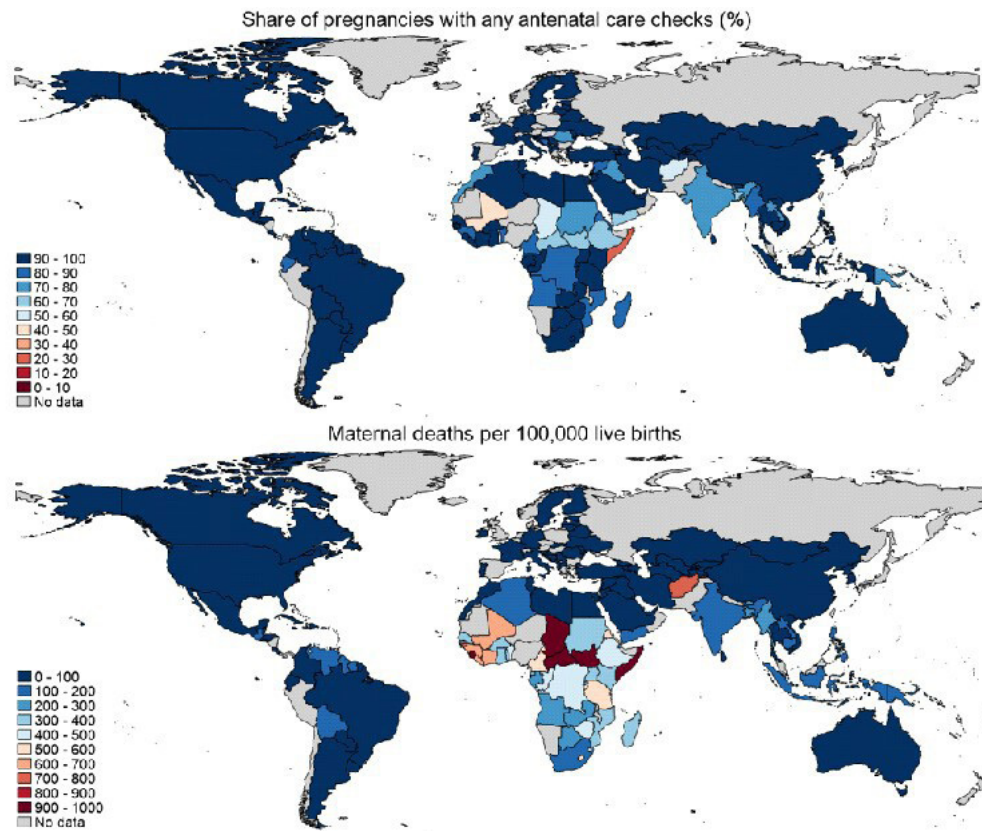 Share of pregnancies with any antenatal care checks (%)
90 - 100
80 - 90
70 - 80
60 - 70
50 - 60
40 - 50
30 - 40
20 - 30
10 - 20
0 - 10
No data
Maternal deaths per 100,000 live births
0 - 100
100 - 200
200 - 300
300 - 400
400 - 500
500 - 600
600 - 700
700 - 800
800 - 900
900 - 1000
No data